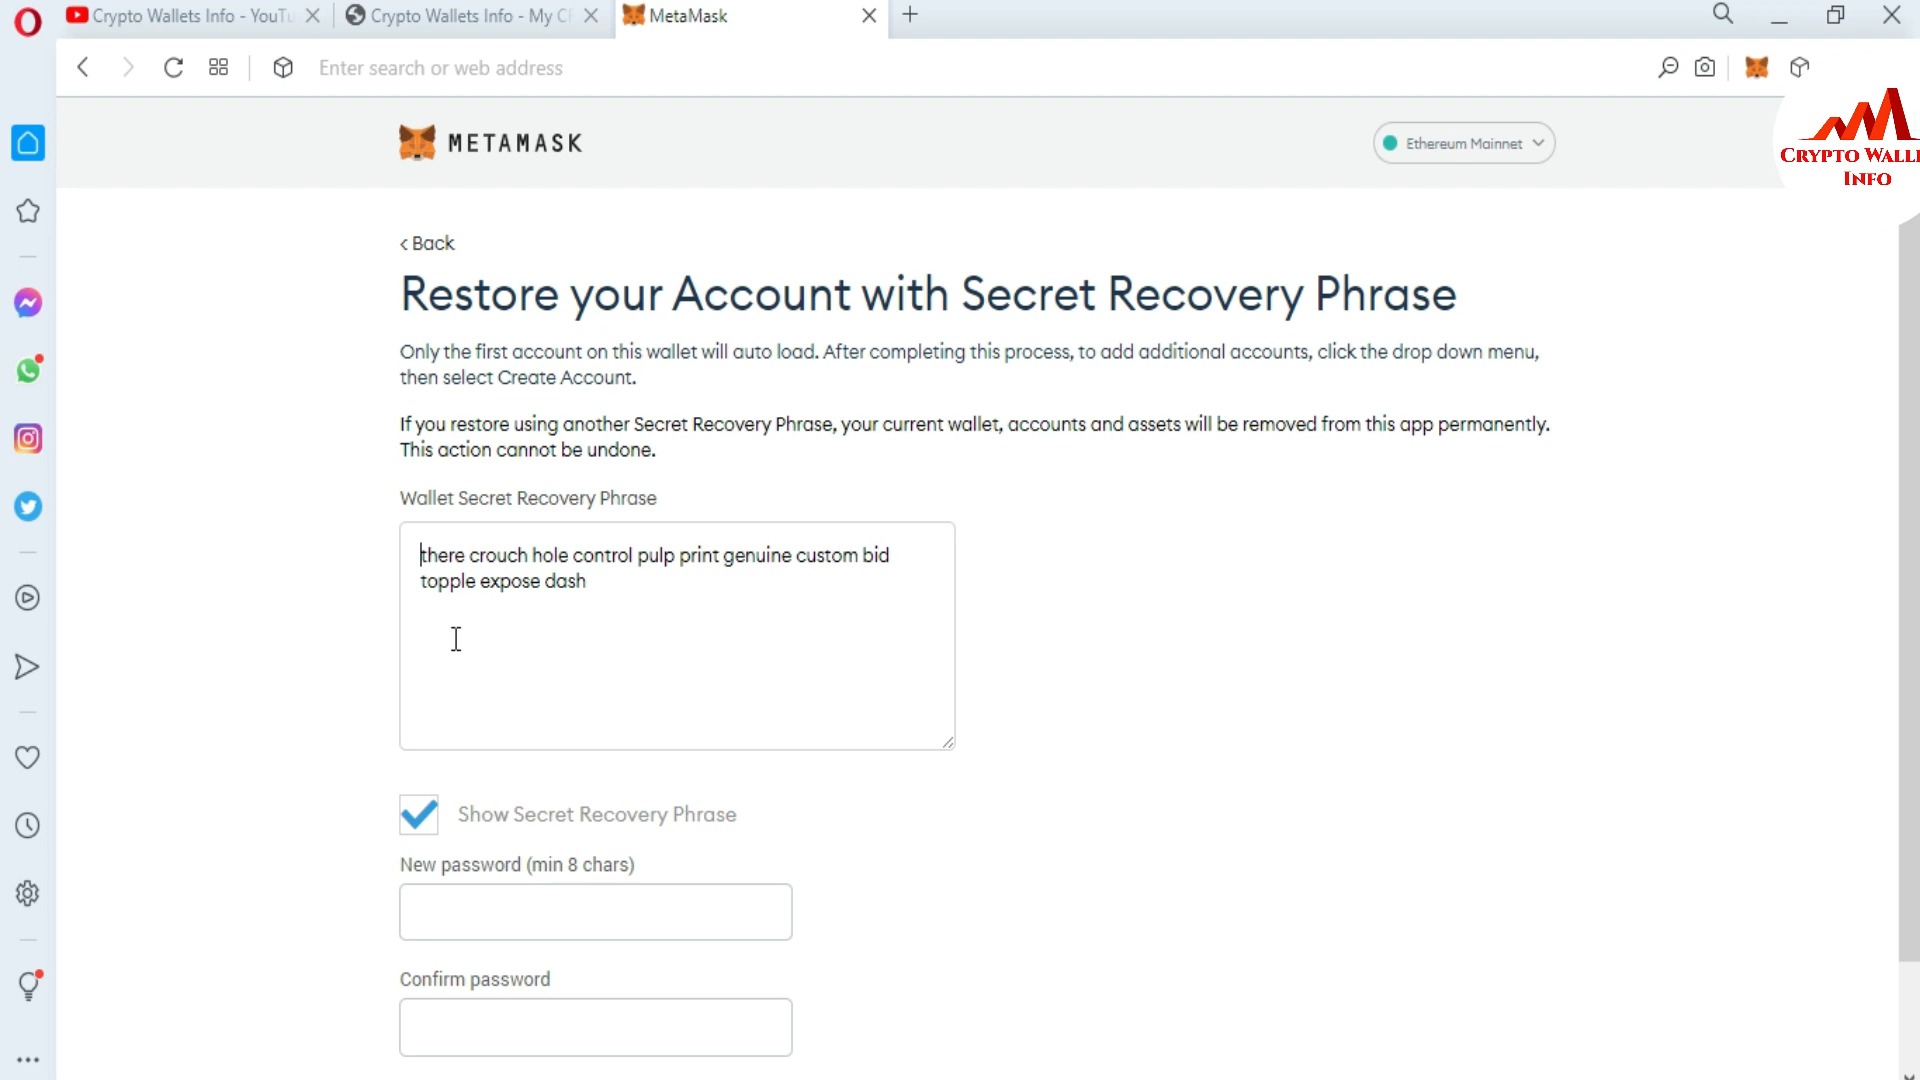 Crypto Wallets Info - YouTu
Crypto Wallets Info - My C
MetaMask
Enter search or web address
METAMASK
Ethereum Mainnet
CRYPTO WALLE
INFO
< Back
Restore your Account with Secret Recovery Phrase
Only the first account on this wallet will auto load. After completing this process, to add additional accounts, click the drop down menu,
then select Create Account.
If you restore using another Secret Recovery Phrase, your current wallet, accounts and assets will be removed from this app permanently.
This action cannot be undone.
Wallet Secret Recovery Phrase
there crouch hole control pulp print genuine custom bid
topple expose dash
Show Secret Recovery Phrase
New password (min 8 chars)
Confirm password